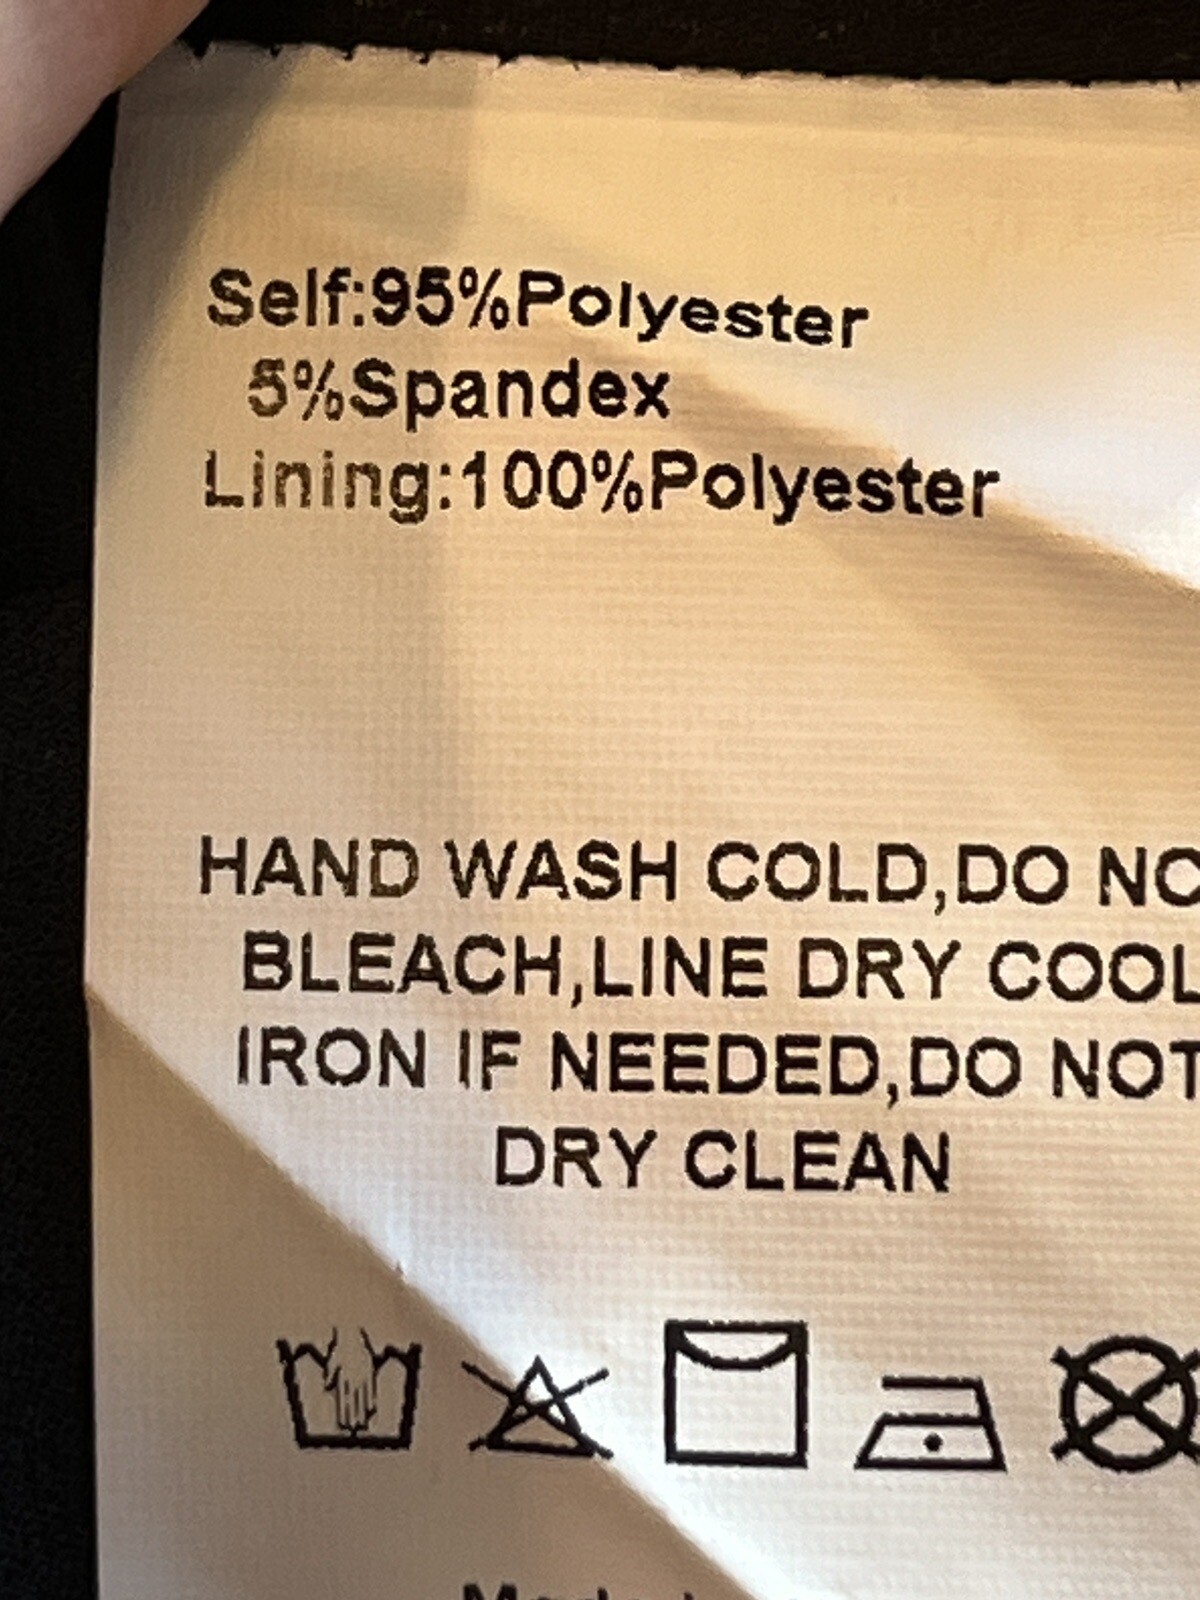 Self:95%Polyester
5%Spandex
Lining:100%Polyester
HAND WASH COLD,DO
BLEACH,LINE DRY COOL
IRON IF NEEDED,DO NOT
DRY CLEAN